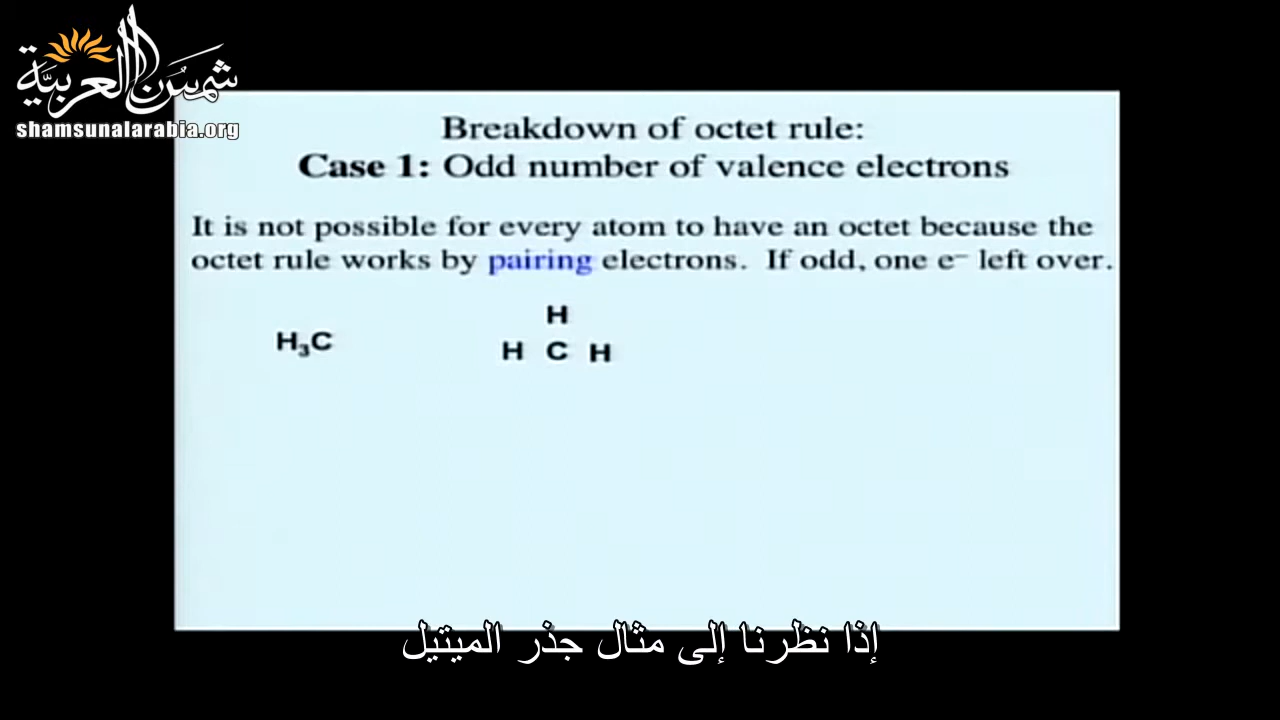 شمس العربية
shamsunalarabia.org
Breakdown of octet rule:
Case 1: Odd number of valence electrons
It is not possible for every atom to have an octet because the
octet rule works by pairing electrons. If odd, one e⁻ left over.
H
H₃C
H C H
إذا نظرنا إلى مثال جذر الميتيل